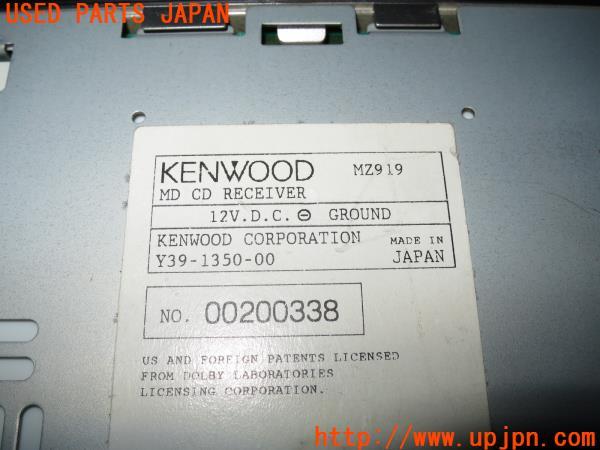 USED PARTS JAPAN
KENWOOD MZ919
MD CD RECEIVER
12V.D.C. ⊖ GROUND
KENWOOD CORPORATION MADE IN
Y39-1350-00 JAPAN
NO. 00200338
US AND FOREIGN PATENTS LICENSED
FROM DOLBY LABORATORIES
LICENSING CORPORATION.
U-PARTS
http://www.upjpn.com